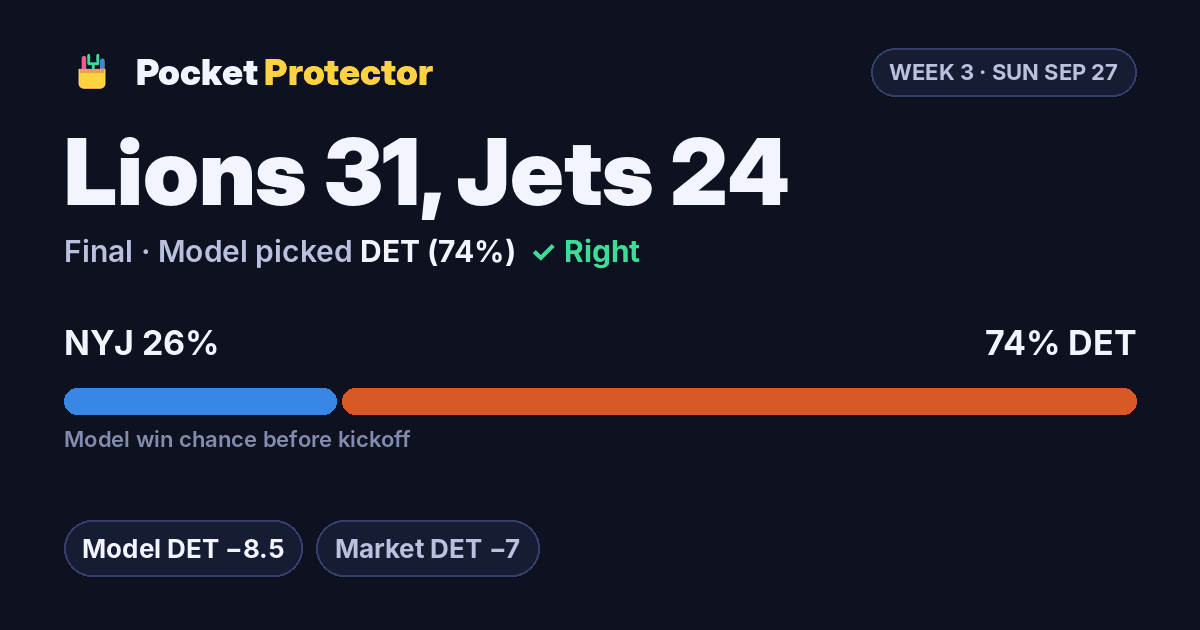 Pocket Protector
WEEK 3 · SUN SEP 27
Lions 31, Jets 24
Final · Model picked DET (74%) ✓ Right
NYJ 26%
74% DET
Model win chance before kickoff
Model DET −8.5
Market DET −7